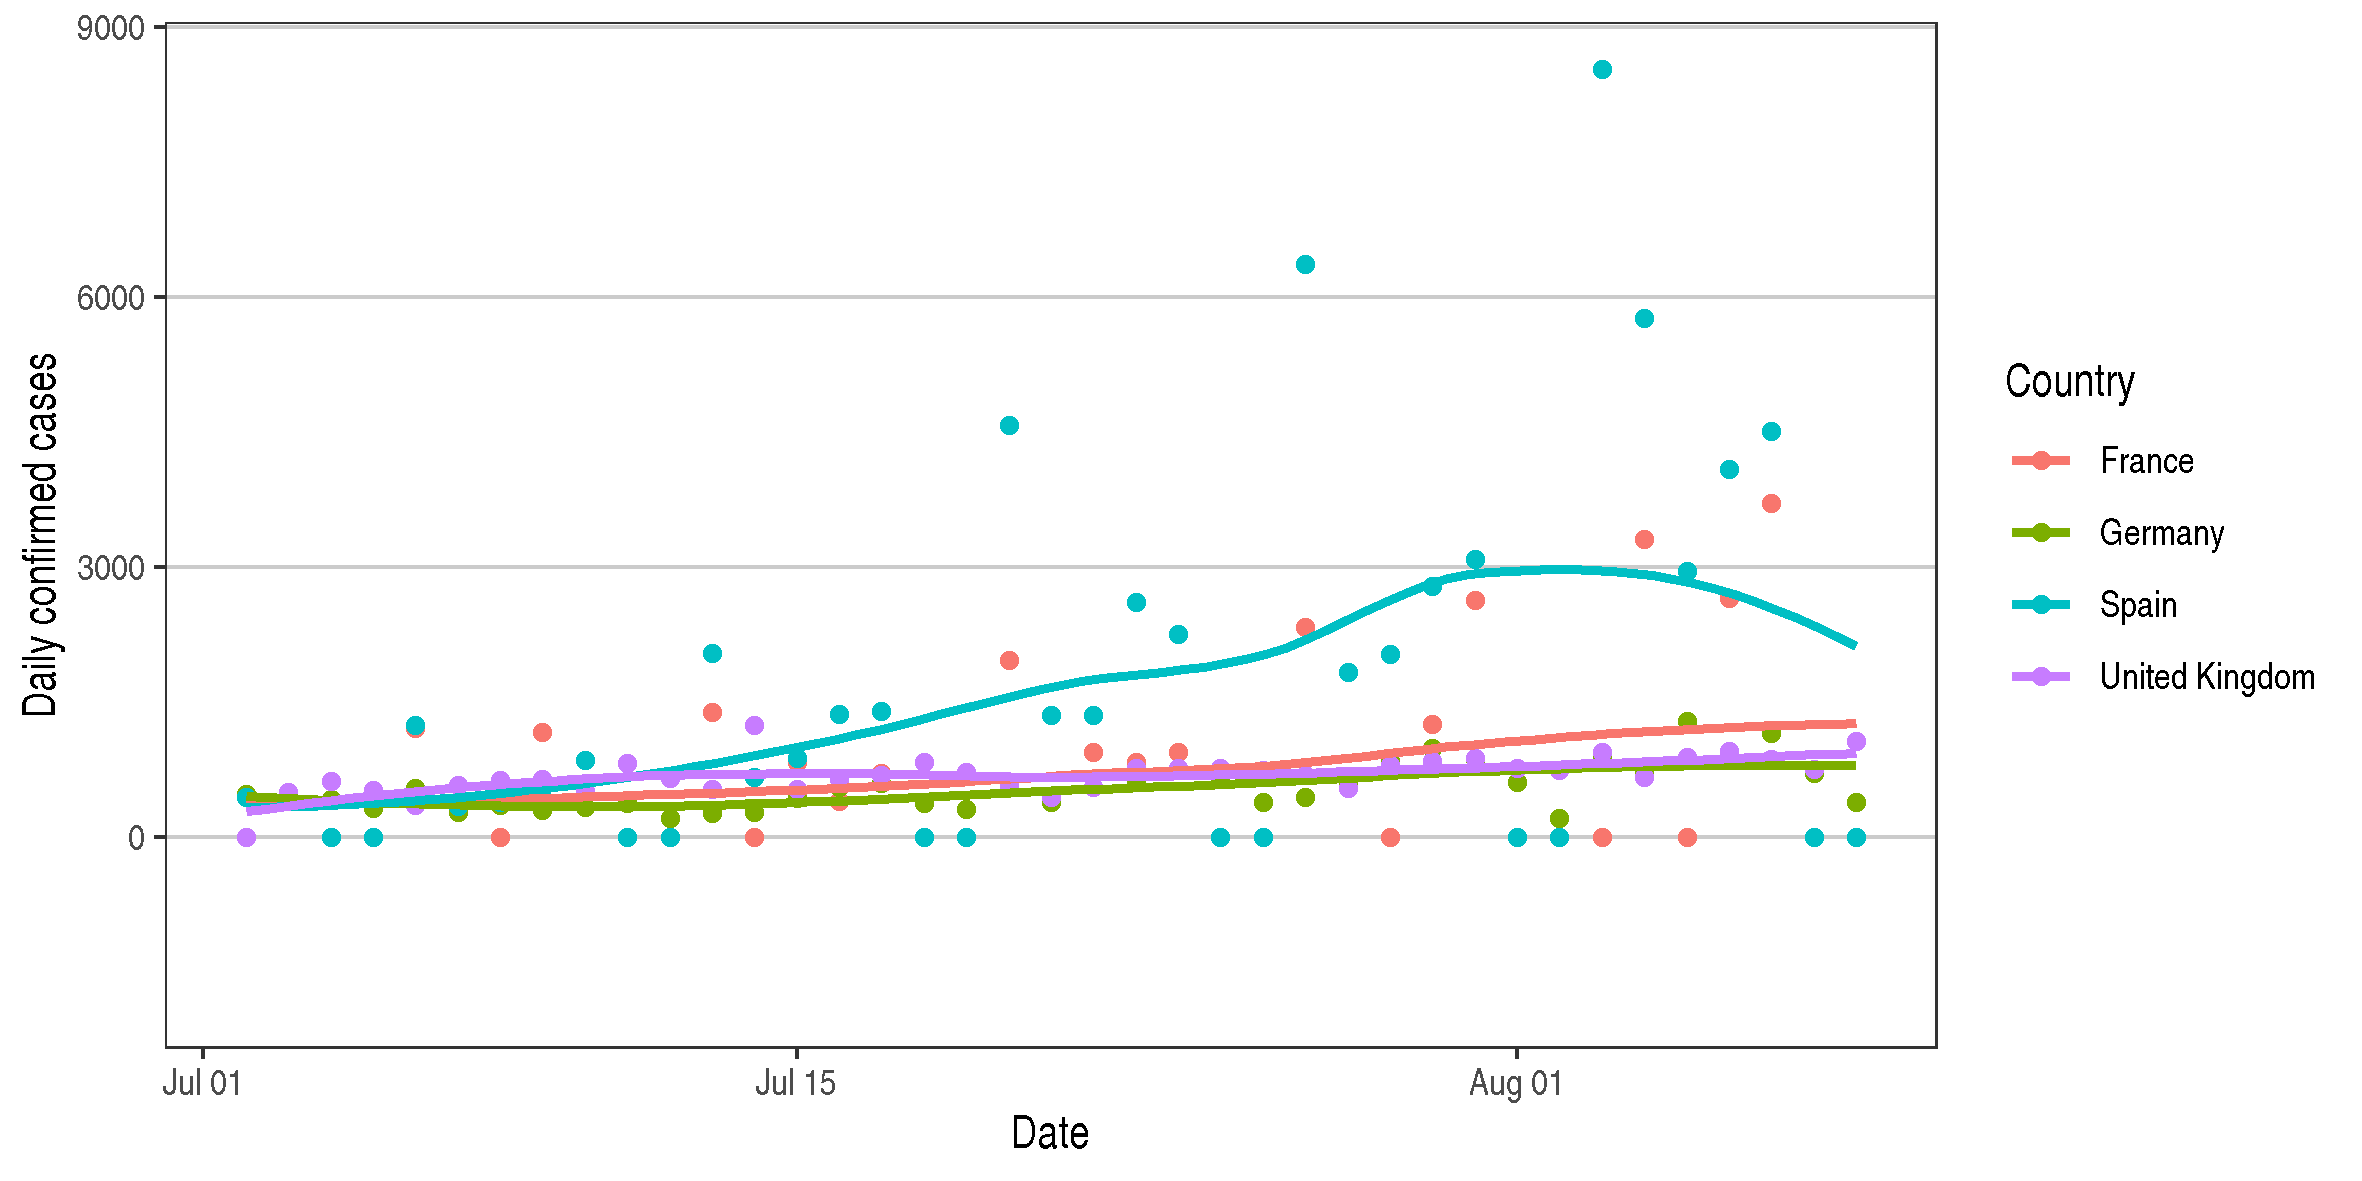 9000
6000
3000
0
Daily confirmed cases
Jul 01
Jul 15
Aug 01
Date
Country
France
Germany
Spain
United Kingdom